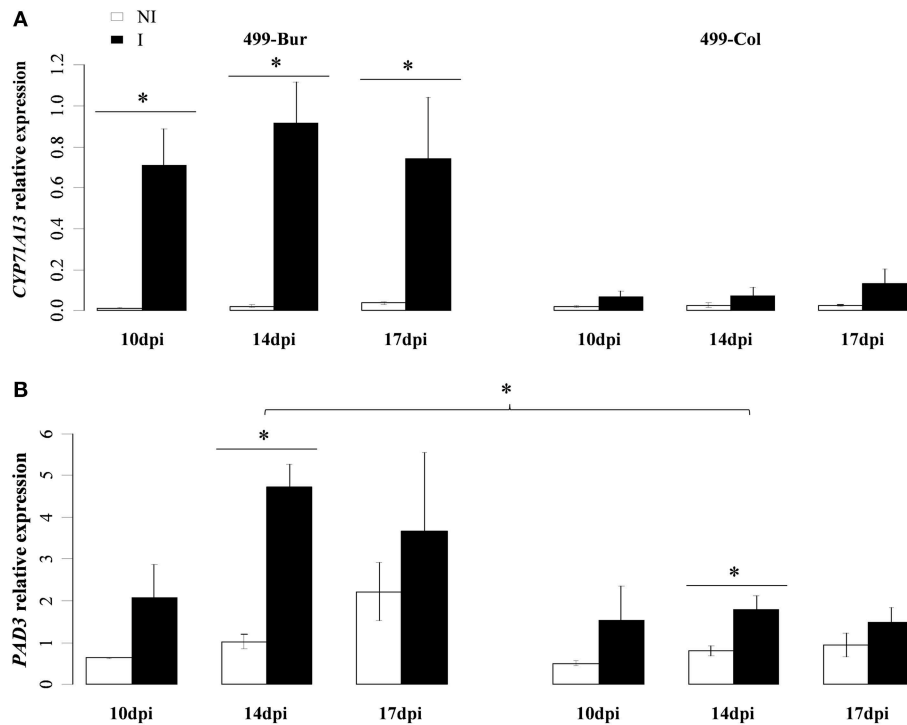 A
NI
I
499-Bur
499-Col
CYP71A13 relative expression
1.2
1.0
0.8
0.6
0.4
0.2
0.0
*
*
*
10dpi
14dpi
17dpi
10dpi
14dpi
17dpi
B
PAD3 relative expression
6
5
4
3
2
1
0
*
*
*
10dpi
14dpi
17dpi
10dpi
14dpi
17dpi